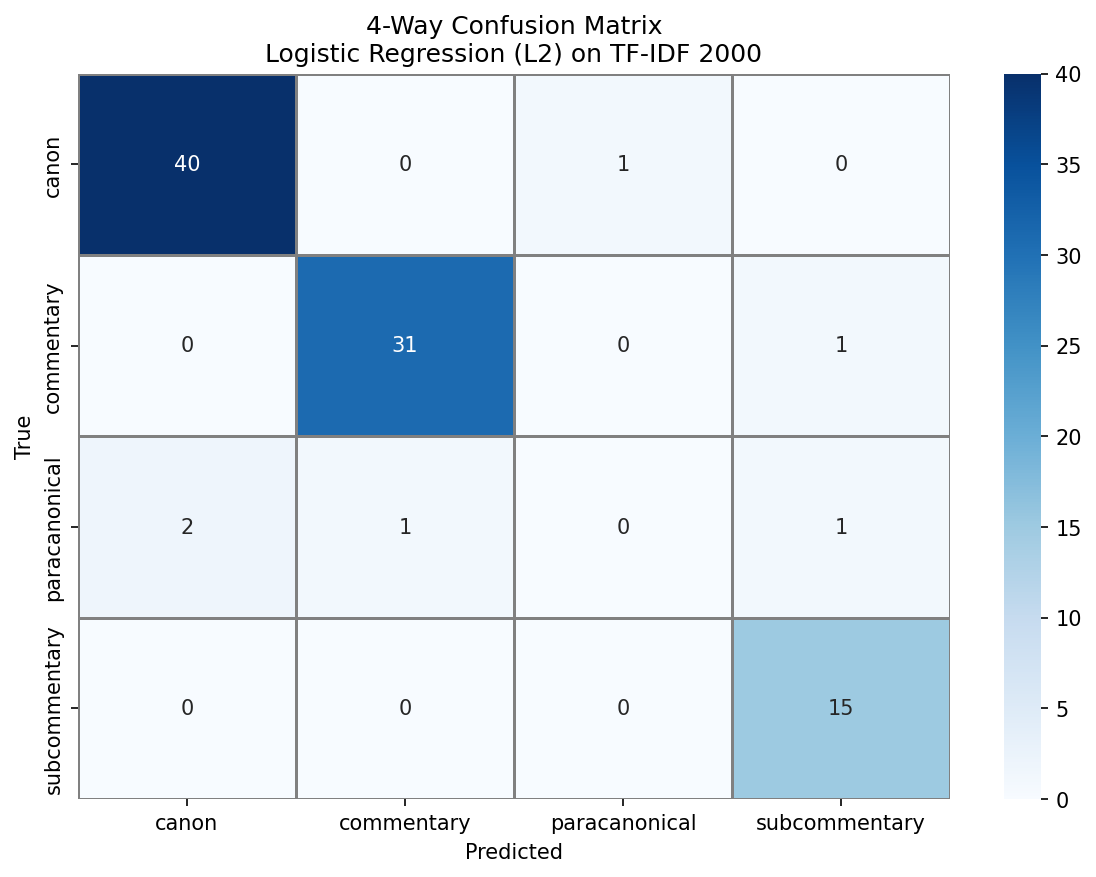 4-Way Confusion Matrix
Logistic Regression (L2) on TF-IDF 2000
True
canon
40 0 1 0
commentary
0 31 0 1
paracanonical
2 1 0 1
subcommentary
0 0 0 15
canon commentary paracanonical subcommentary
Predicted
40
35
30
25
20
15
10
5
0